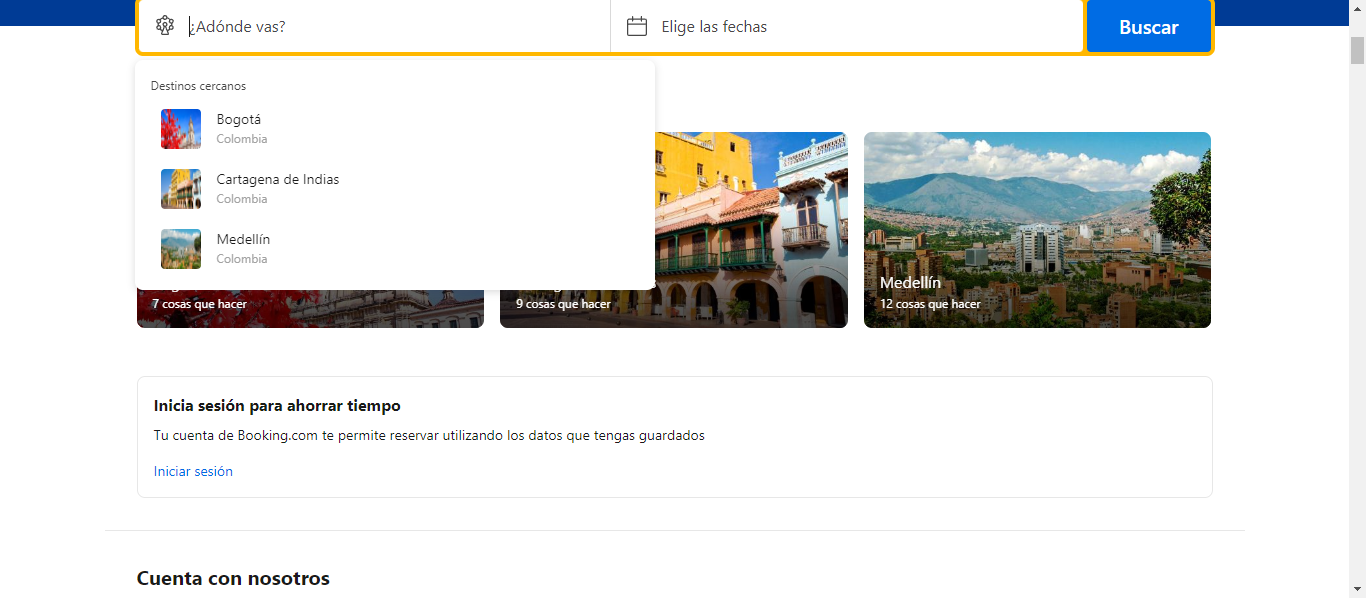 ¿Adónde vas?
Elige las fechas
Buscar
Destinos cercanos
Bogotá
Colombia
Cartagena de Indias
Colombia
Medellín
Colombia
7 cosas que hacer
9 cosas que hacer
Medellín
12 cosas que hacer
Inicia sesión para ahorrar tiempo
Tu cuenta de Booking.com te permite reservar utilizando los datos que tengas guardados
Iniciar sesión
Cuenta con nosotros